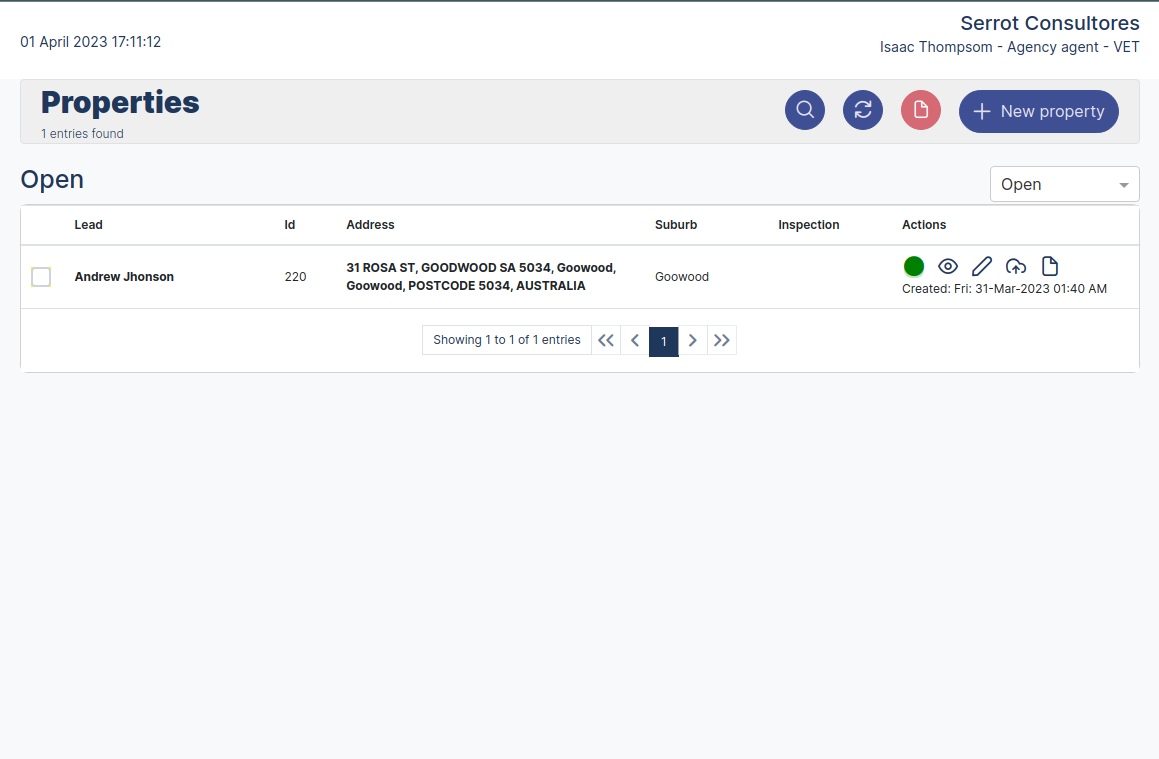 Serrot Consultores
01 April 2023 17:11:12
Isaac Thompsom - Agency agent - VET
Properties
1 entries found
New property
Open
Open
Lead Id Address Suburb Inspection Actions
Andrew Jhonson 220 31 ROSA ST, GOODWOOD SA 5034, Goowood, Goowood
Goowood, POSTCODE 5034, AUSTRALIA
Created: Fri: 31-Mar-2023 01:40 AM
Showing 1 to 1 of 1 entries 1